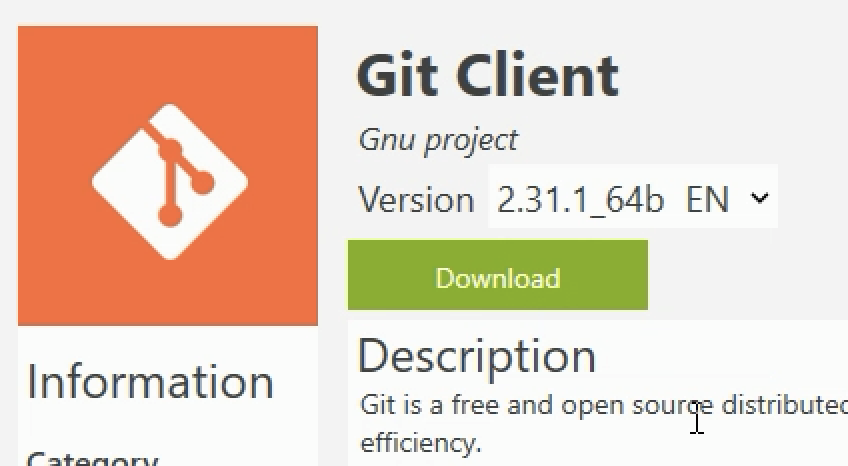 Git Client
Gnu project
Version 2.31.1_64b EN
Download
Description
Git is a free and open source distributed
efficiency.
Information
Category